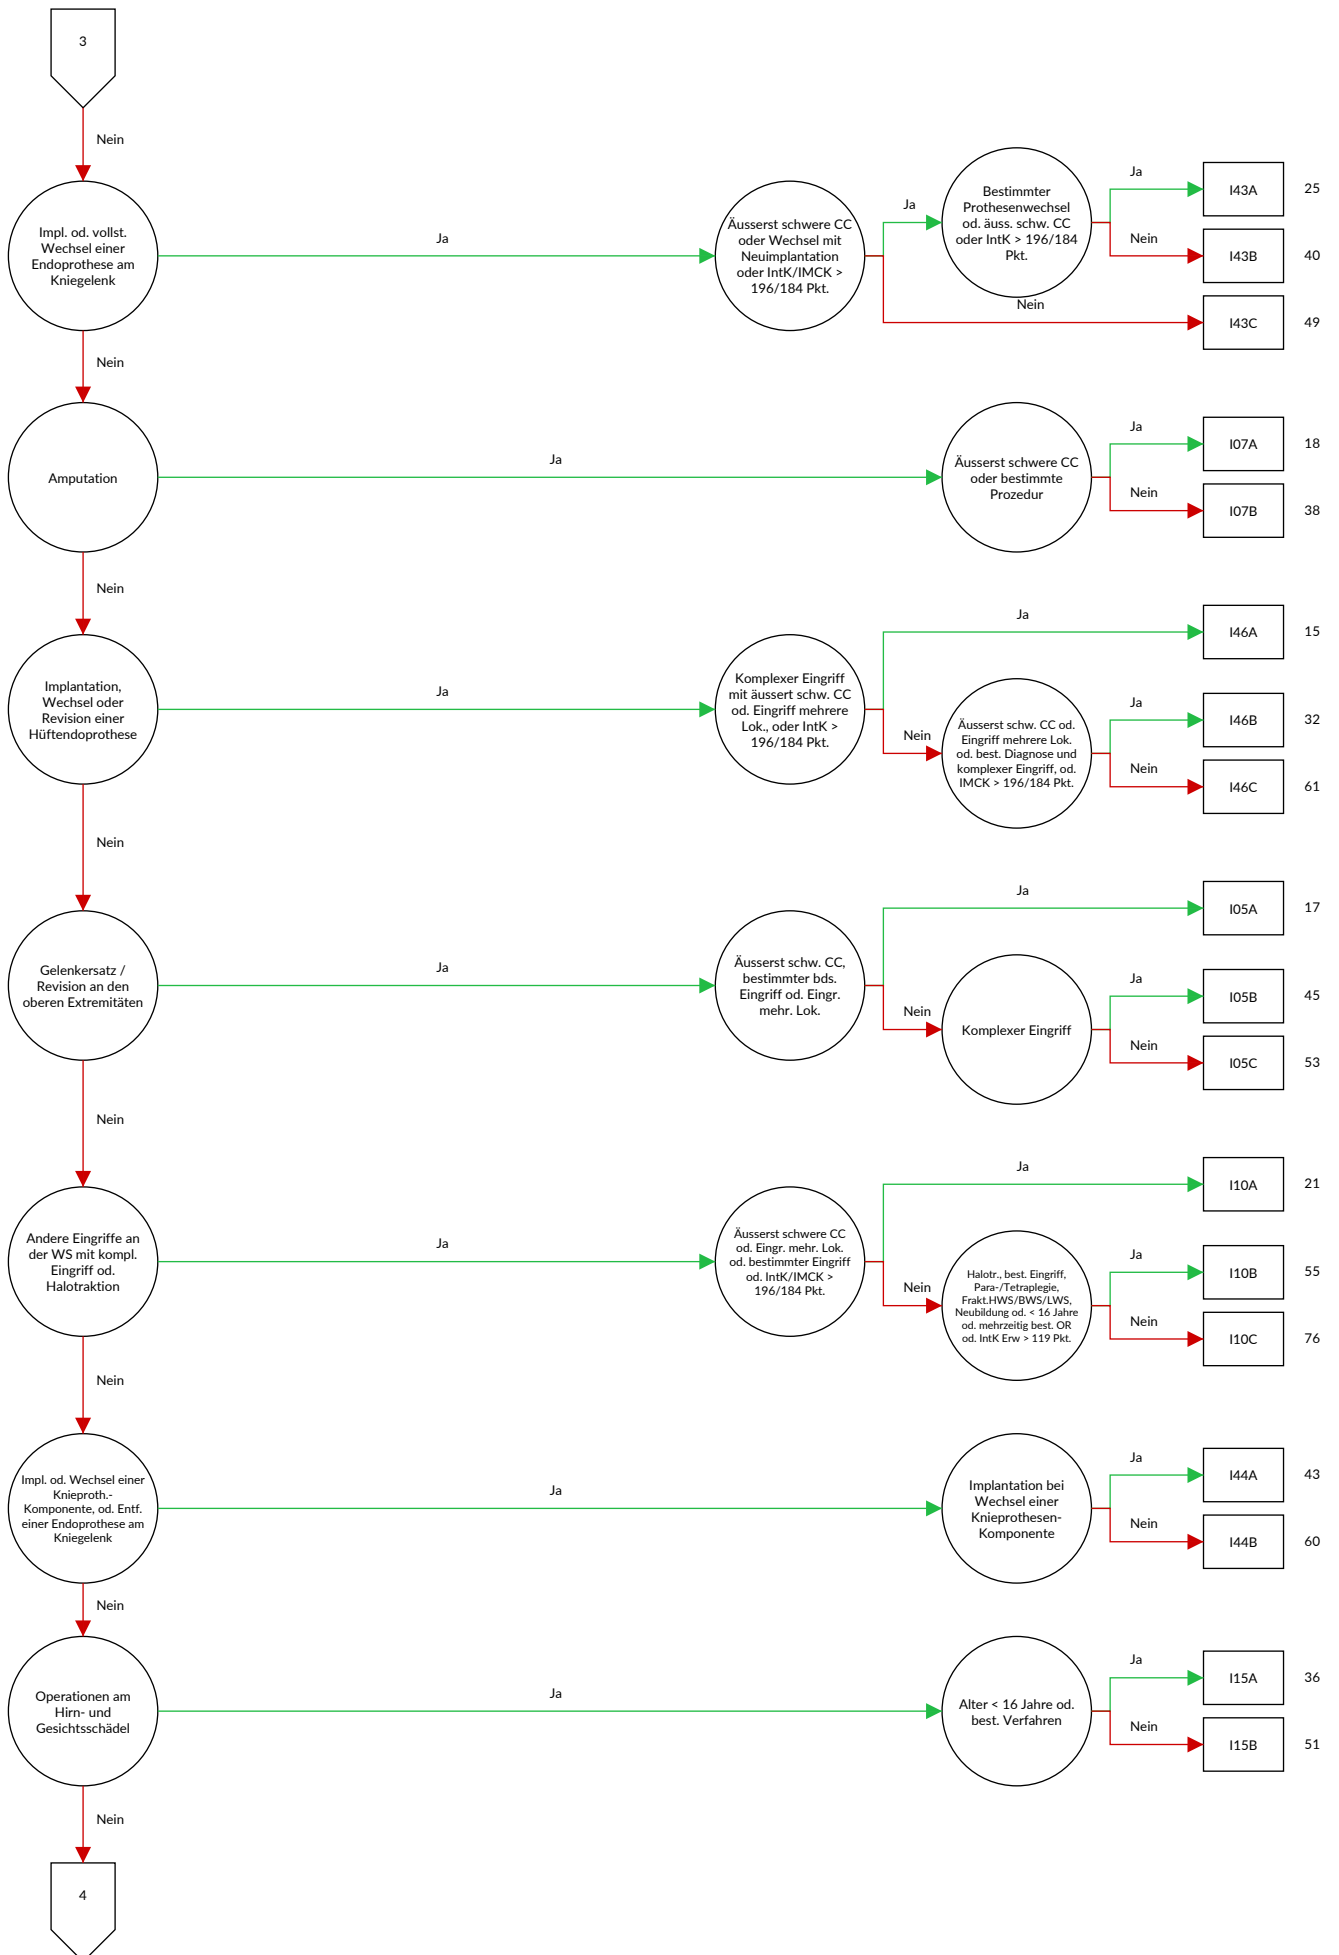 3
Nein
Impl. od. vollst.
Wechsel einer
Endoprothese am
Kniegelenk
Ja
Äusserst schwere CC
oder Wechsel mit
Neuimplantation
oder IntK/IMCK >
196/184 Pkt.
Ja
Bestimmter
Prothesenwechsel
od. äuss. schw. CC
oder IntK > 196/184
Pkt.
Ja
I43A
25
Nein
I43B
40
Nein
I43C
49
Nein
Amputation
Ja
Äusserst schwere CC
oder bestimmte
Prozedur
Ja
I07A
18
Nein
I07B
38
Nein
Implantation,
Wechsel oder
Revision einer
Hüftendoprothese
Ja
Komplexer Eingriff
mit äussert schw. CC
od. Eingriff mehrere
Lok., oder IntK >
196/184 Pkt.
Ja
I46A
15
Nein
Äusserst schw. CC od.
Eingriff mehrere Lok.
od. best. Diagnose und
komplexer Eingriff, od.
IMCK > 196/184 Pkt.
Ja
I46B
32
Nein
I46C
61
Nein
Gelenkersatz /
Revision an den
oberen Extremitäten
Ja
Äusserst schw. CC,
bestimmter bds.
Eingriff od. Eingr.
mehr. Lok.
Ja
I05A
17
Nein
Komplexer Eingriff
Ja
I05B
45
Nein
I05C
53
Nein
Andere Eingriffe an
der WS mit kompl.
Eingriff od.
Halotraktion
Ja
Äusserst schwere CC
od. Eingr. mehr. Lok.
od. bestimmter Eingriff
od. IntK/IMCK >
196/184 Pkt.
Ja
I10A
21
Nein
Halotr., best. Eingriff,
Para-/Tetraplegie,
Frakt.HWS/BWS/LWS,
Neubildung od. < 16 Jahre
od. mehrzeitig best. OR
od. IntK Erw > 119 Pkt.
Ja
I10B
55
Nein
I10C
76
Nein
Impl. od. Wechsel einer
Knieproth.-
Komponente, od. Entf.
einer Endoprothese am
Kniegelenk
Ja
Implantation bei
Wechsel einer
Knieprothesen-
Komponente
Ja
I44A
43
Nein
I44B
60
Nein
Operationen am
Hirn- und
Gesichtsschädel
Ja
Alter < 16 Jahre od.
best. Verfahren
Ja
I15A
36
Nein
I15B
51
Nein
4